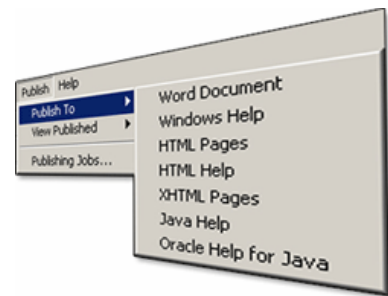 Publish Help
Publish To
View Published
Publishing Jobs...
Word Document
Windows Help
HTML Pages
HTML Help
XHTML Pages
Java Help
Oracle Help for Java